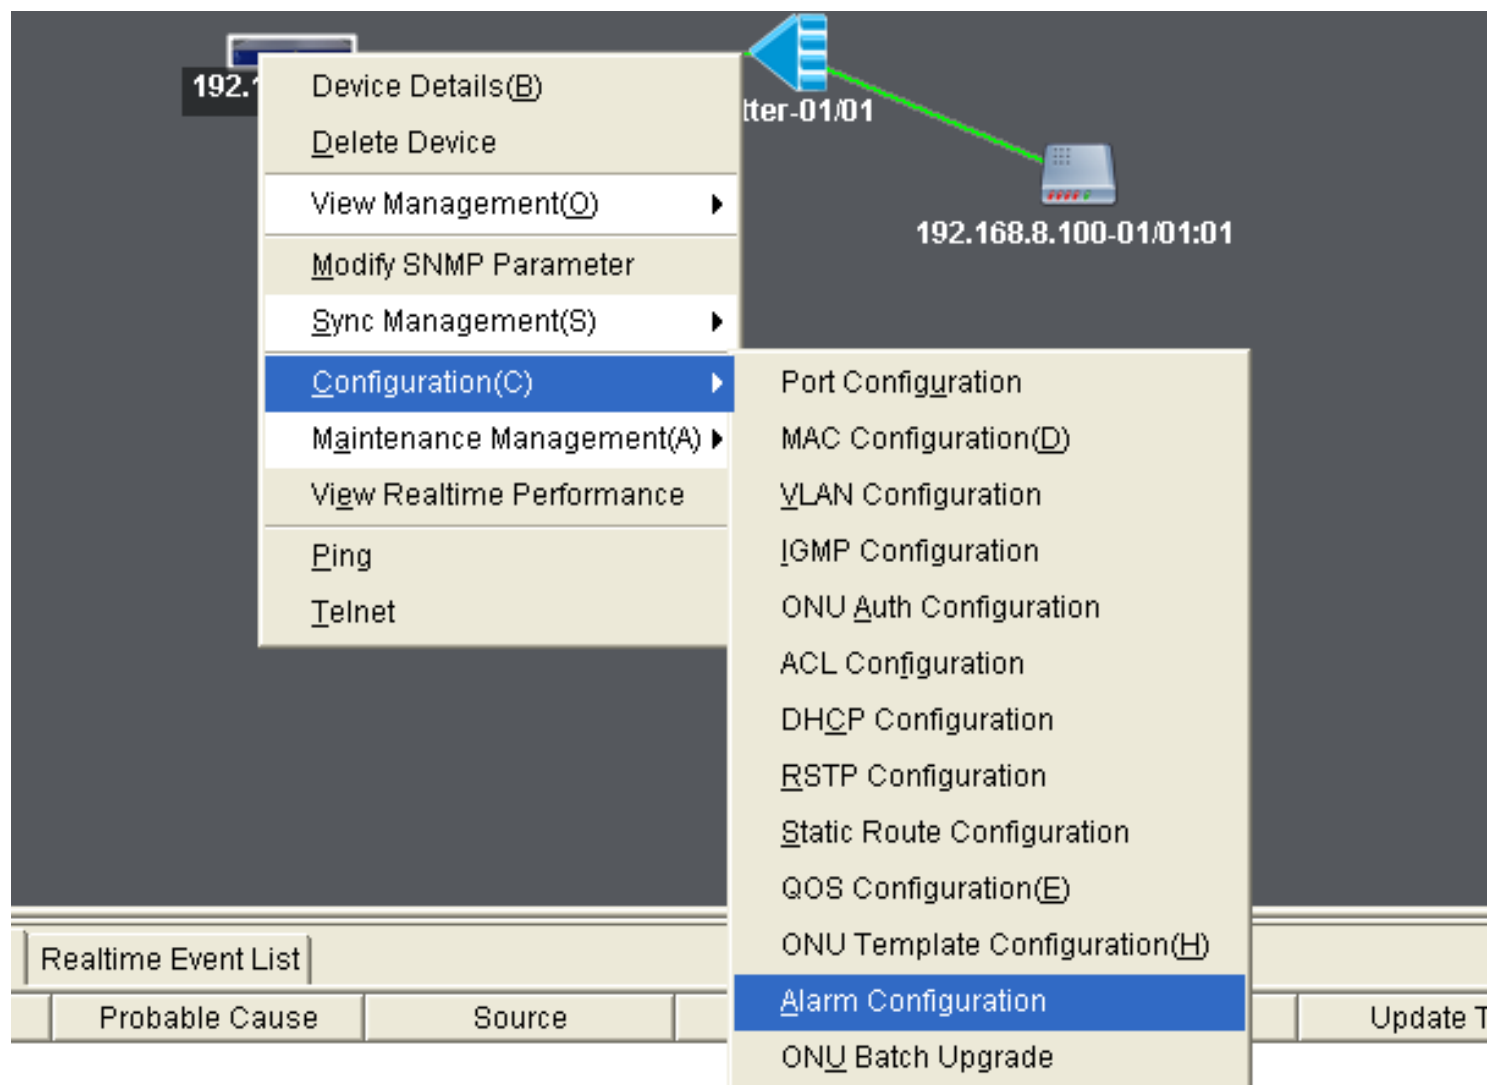 192.1
tter-01/01
192.168.8.100-01/01:01
Device Details(B)
Delete Device
View Management(O)
Modify SNMP Parameter
Sync Management(S)
Configuration(C)
Maintenance Management(A)
View Realtime Performance
Ping
Telnet
Port Configuration
MAC Configuration(D)
VLAN Configuration
IGMP Configuration
ONU Auth Configuration
ACL Configuration
DHCP Configuration
RSTP Configuration
Static Route Configuration
QOS Configuration(E)
ONU Template Configuration(H)
Alarm Configuration
ONU Batch Upgrade
Realtime Event List
Probable Cause
Source
Update T